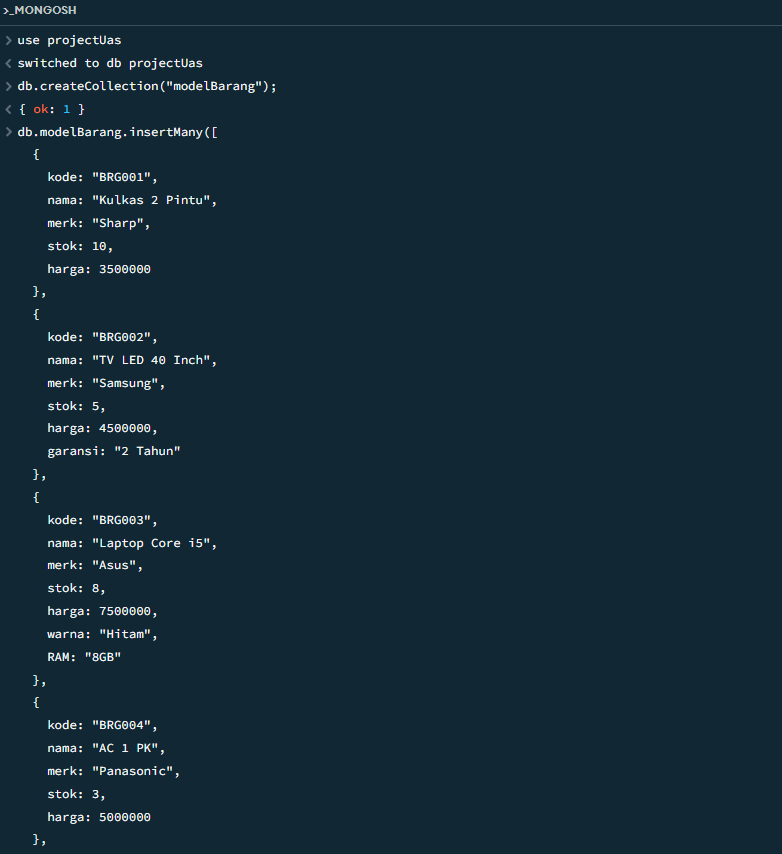 >_MONGOSH
> use projectUas
< switched to db projectUas
> db.createCollection("modelBarang");
< { ok: 1 }
> db.modelBarang.insertMany([
{
kode: "BRG001",
nama: "Kulkas 2 Pintu",
merk: "Sharp",
stok: 10,
harga: 3500000
},
{
kode: "BRG002",
nama: "TV LED 40 Inch",
merk: "Samsung",
stok: 5,
harga: 4500000,
garansi: "2 Tahun"
},
{
kode: "BRG003",
nama: "Laptop Core i5",
merk: "Asus",
stok: 8,
harga: 7500000,
warna: "Hitam",
RAM: "8GB"
},
{
kode: "BRG004",
nama: "AC 1 PK",
merk: "Panasonic",
stok: 3,
harga: 5000000
},